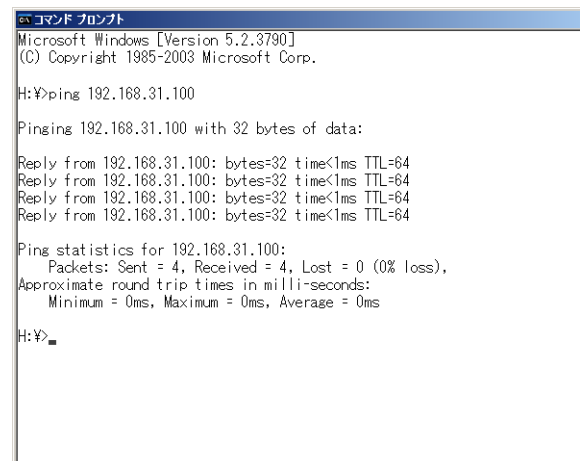 コマンド プロンプト
Microsoft Windows [Version 5.2.3790]
(C) Copyright 1985-2003 Microsoft Corp.
H:¥>ping 192.168.31.100
Pinging 192.168.31.100 with 32 bytes of data:
Reply from 192.168.31.100: bytes=32 time<1ms TTL=64
Reply from 192.168.31.100: bytes=32 time<1ms TTL=64
Reply from 192.168.31.100: bytes=32 time<1ms TTL=64
Reply from 192.168.31.100: bytes=32 time<1ms TTL=64
Ping statistics for 192.168.31.100:
    Packets: Sent = 4, Received = 4, Lost = 0 (0% loss),
Approximate round trip times in milli-seconds:
    Minimum = 0ms, Maximum = 0ms, Average = 0ms
H:¥>_